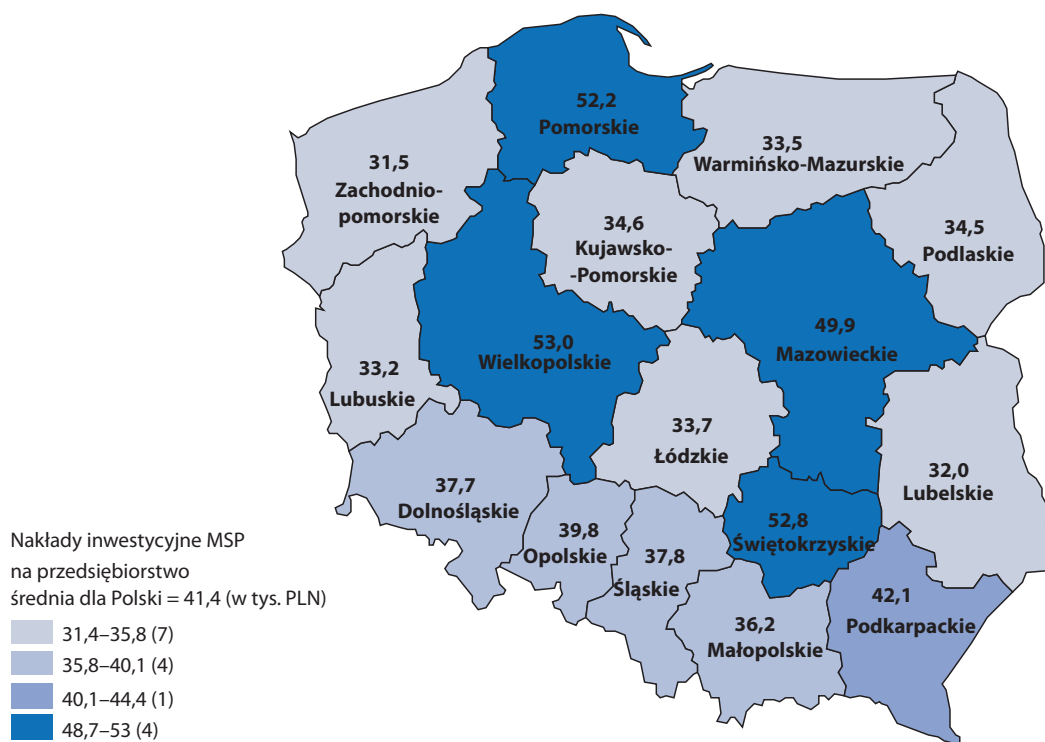 52,2
Pomorskie
33,5
Warmińsko-Mazurskie
31,5
Zachodnio-
pomorskie
34,6
Kujawsko-
-Pomorskie
34,5
Podlaskie
53,0
Wielkopolskie
49,9
Mazowieckie
33,2
Lubuskie
33,7
Łódzkie
32,0
Lubelskie
37,7
Dolnośląskie
39,8
Opolskie
37,8
Śląskie
52,8
Świętokrzyskie
36,2
Małopolskie
42,1
Podkarpackie
Nakłady inwestycyjne MSP
na przedsiębiorstwo
średnia dla Polski = 41,4 (w tys. PLN)
31,4–35,8 (7)
35,8–40,1 (4)
40,1–44,4 (1)
48,7–53 (4)